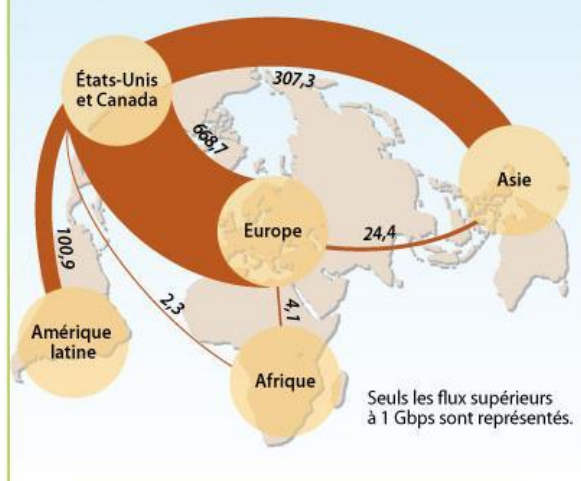 États-Unis
et Canada
307,3
668,7
Asie
Europe
24,4
100,9
2,3
4,1
Amérique
latine
Afrique
Seuls les flux supérieurs
à 1 Gbps sont représentés.